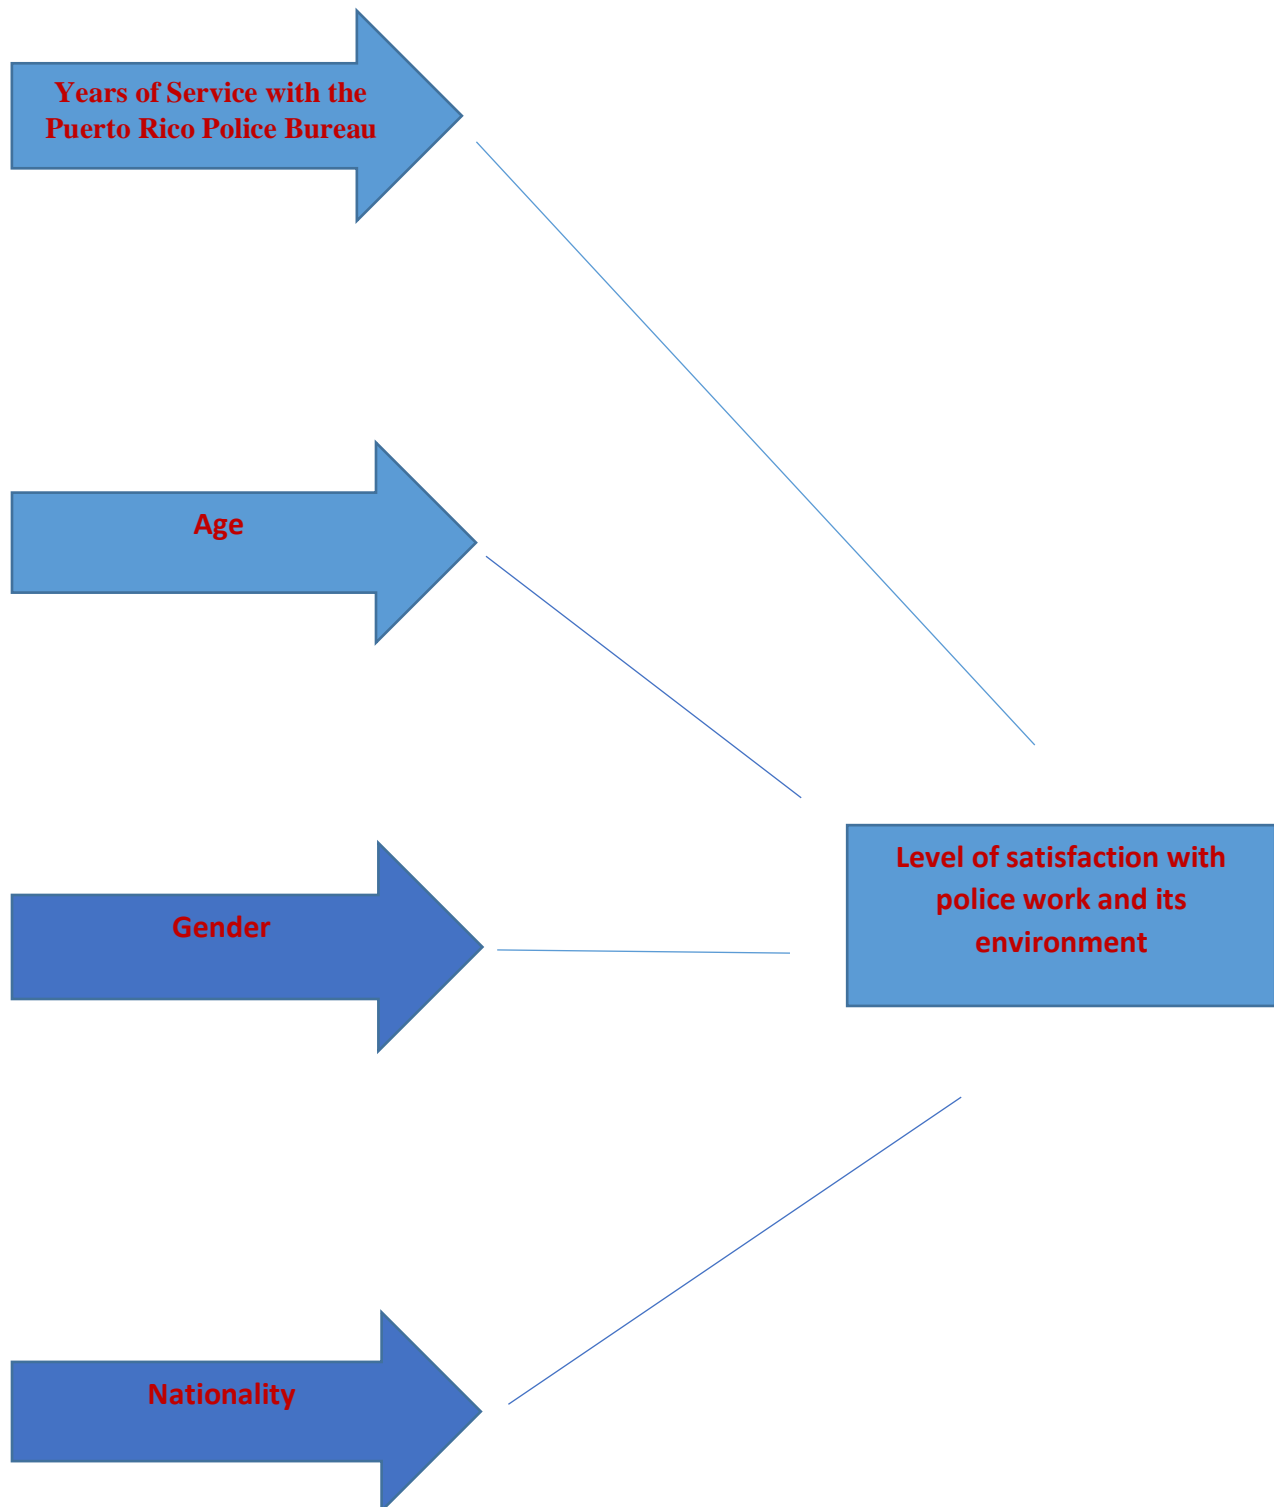 Years of Service with the
Puerto Rico Police Bureau
Age
Gender
Level of satisfaction with
police work and its
environment
Nationality